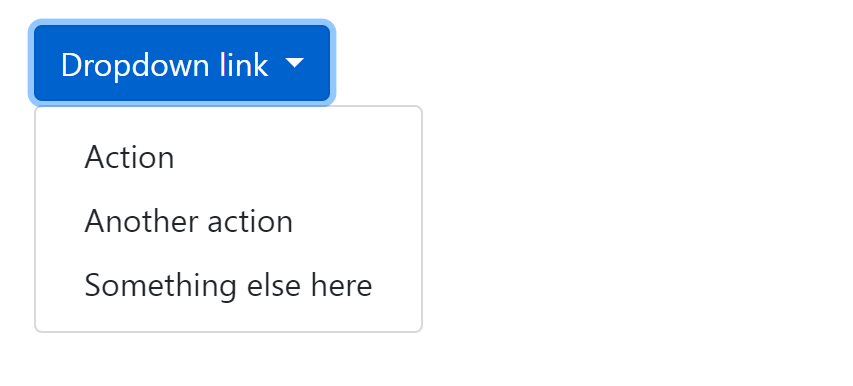 Dropdown link
Action
Another action
Something else here